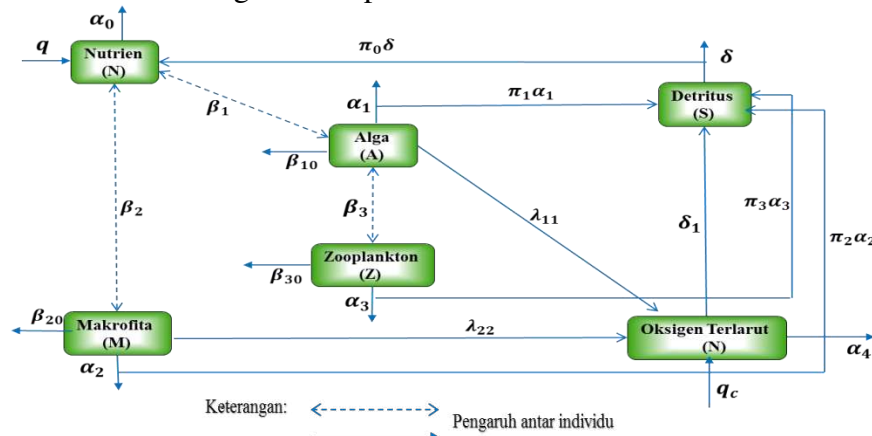 α₀
q
Nutrien
(N)
π₀δ
δ
β₁
α₁
π₁α₁
Detritus
(S)
Alga
(A)
β₁₀
β₂
β₃
λ₁₁
δ₁
π₃α₃
π₂α₂
Zooplankton
(Z)
β₃₀
α₃
β₂₀
Makrofita
(M)
λ₂₂
Oksigen Terlarut
(N)
α₂
α₄
q꜀
Keterangan:
Pengaruh antar individu